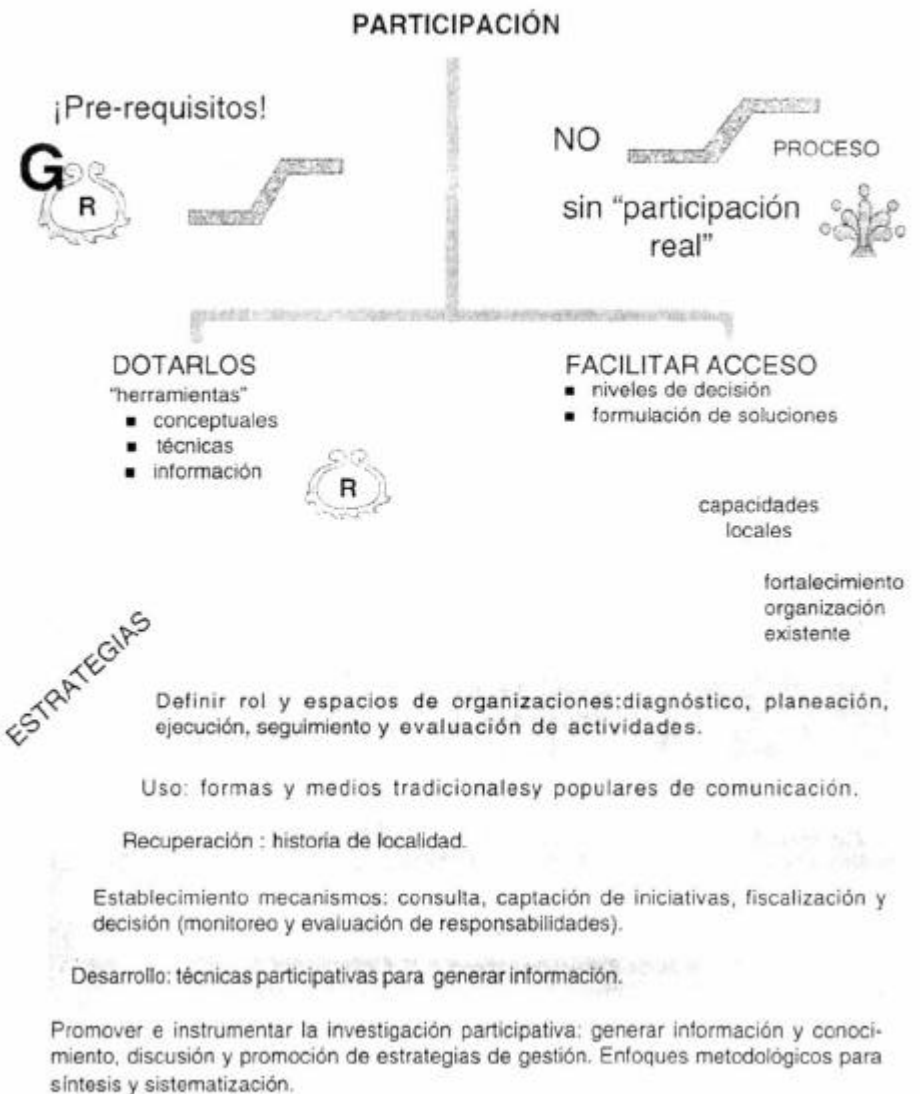 PARTICIPACIÓN
¡Pre-requisitos!
G
R
NO
PROCESO
sin “participación
real”
DOTARLOS
"herramientas"
■ conceptuales
■ técnicas
■ información
R
FACILITAR ACCESO
■ niveles de decisión
■ formulación de soluciones
capacidades
locales
fortalecimiento
organización
existente
ESTRATEGIAS
Definir rol y espacios de organizaciones:diagnóstico, planeación,
ejecución, seguimiento y evaluación de actividades.
Uso: formas y medios tradicionalesy populares de comunicación.
Recuperación : historia de localidad.
Establecimiento mecanismos: consulta, captación de iniciativas, fiscalización y
decisión (monitoreo y evaluación de responsabilidades).
Desarrollo: técnicas participativas para generar información.
Promover e instrumentar la investigación participativa: generar información y conoci-
miento, discusión y promoción de estrategias de gestión. Enfoques metodológicos para
síntesis y sistematización.